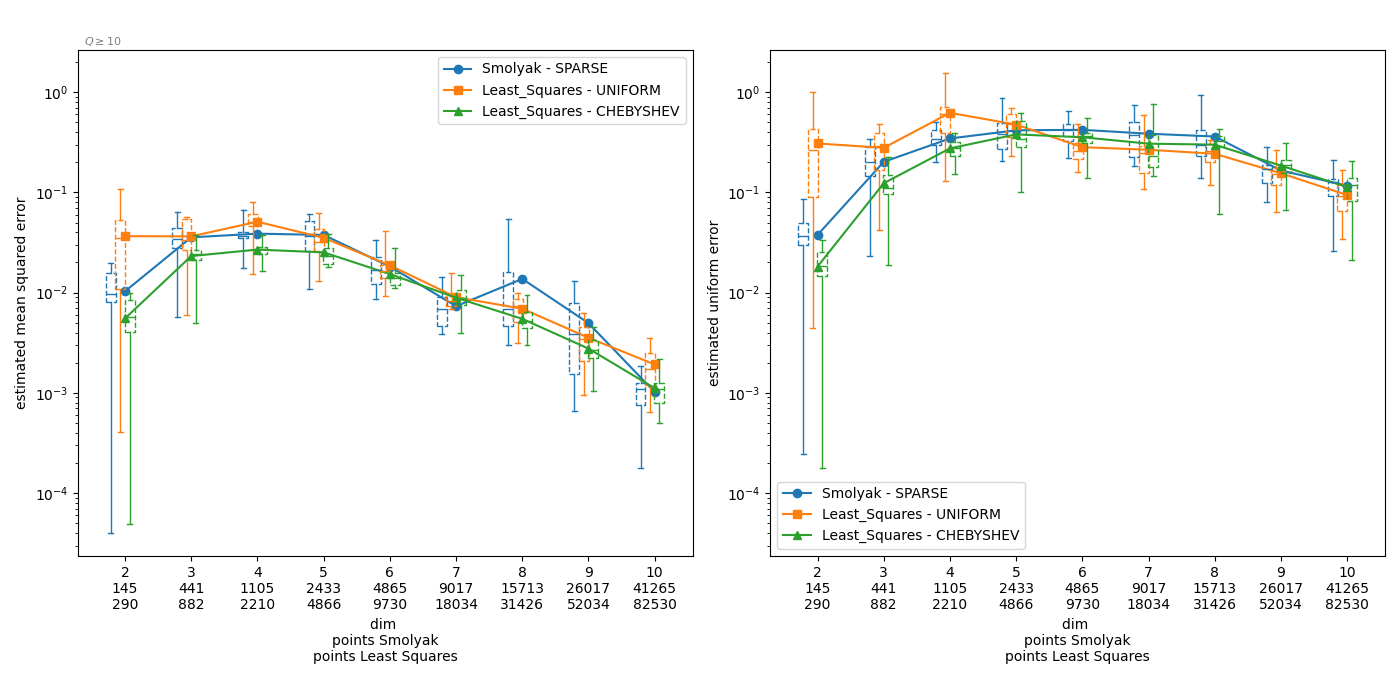 Q ≥ 10
estimated mean squared error
10⁰
10⁻¹
10⁻²
10⁻³
10⁻⁴
Smolyak - SPARSE
Least_Squares - UNIFORM
Least_Squares - CHEBYSHEV
2 3 4 5 6 7 8 9 10
145 441 1105 2433 4865 9017 15713 26017 41265
290 882 2210 4866 9730 18034 31426 52034 82530
dim
points Smolyak
points Least Squares
estimated uniform error
10⁰
10⁻¹
10⁻²
10⁻³
10⁻⁴
Smolyak - SPARSE
Least_Squares - UNIFORM
Least_Squares - CHEBYSHEV
2 3 4 5 6 7 8 9 10
145 441 1105 2433 4865 9017 15713 26017 41265
290 882 2210 4866 9730 18034 31426 52034 82530
dim
points Smolyak
points Least Squares